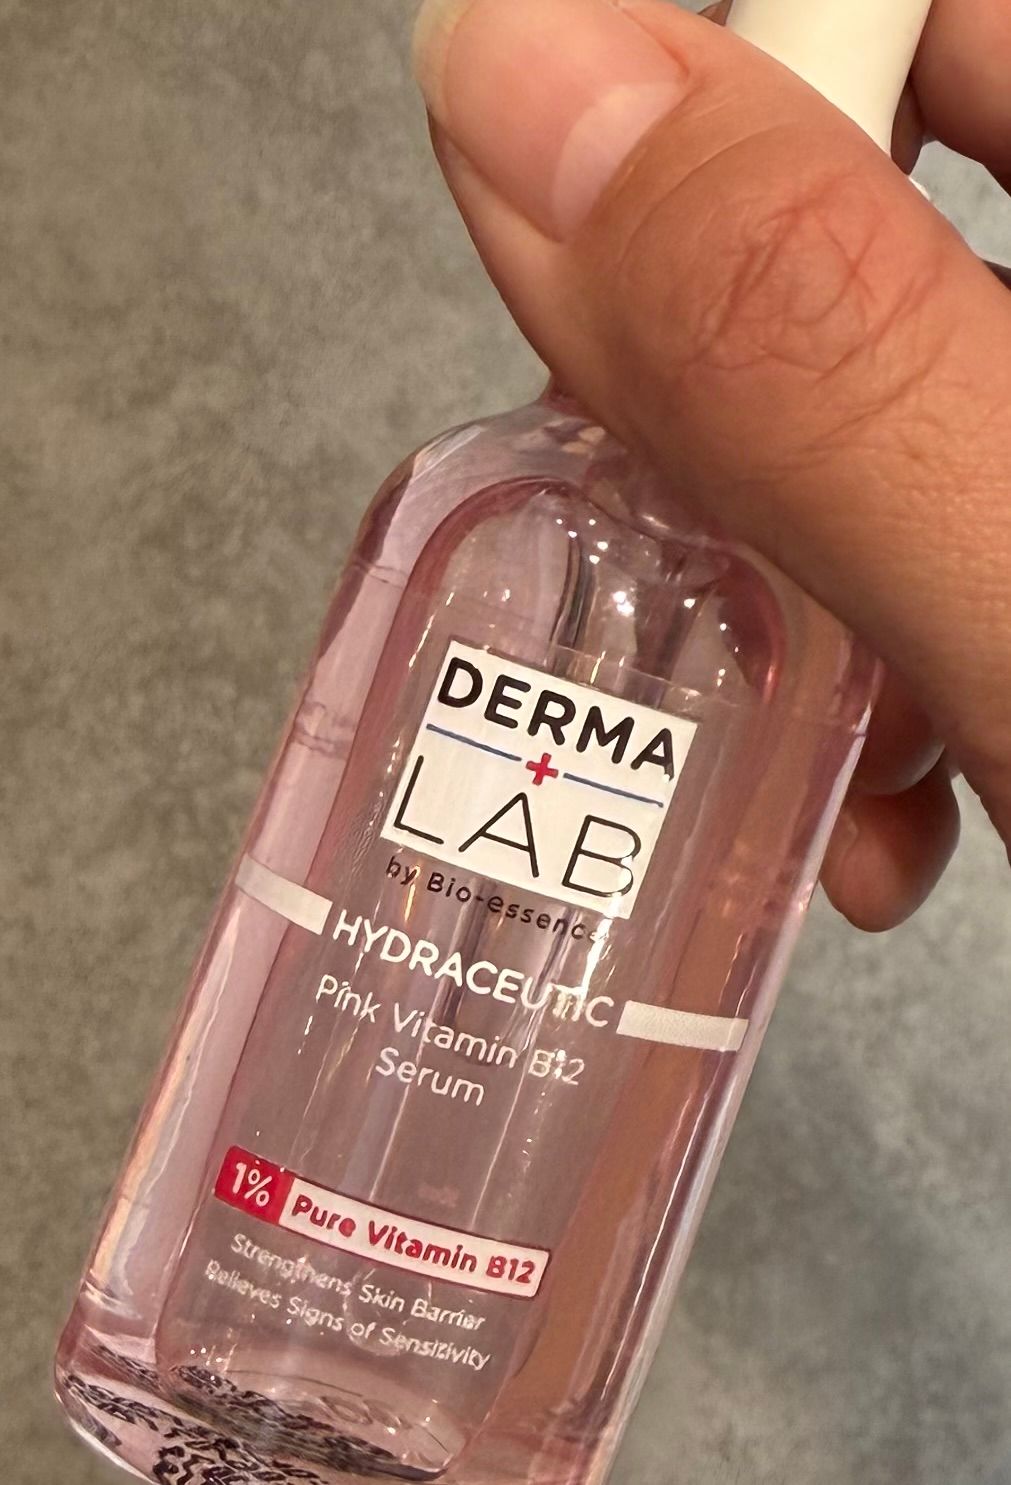 DERMA
LAB
by Bio-essence
HYDRACEUTIC
Pink Vitamin B12
Serum
1% Pure Vitamin B12
Strengthens Skin Barrier
Relieves Signs of Sensitivity